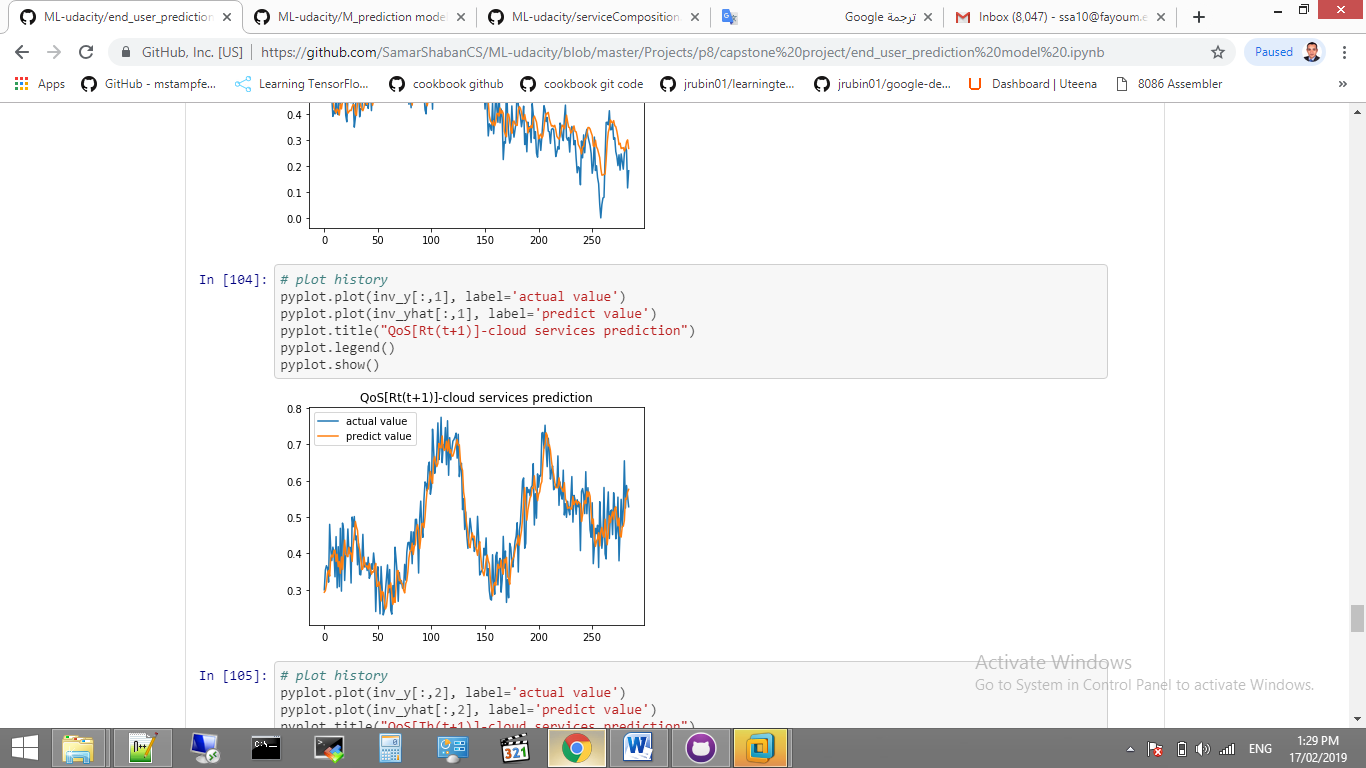 ML-udacity/end_user_prediction
ML-udacity/M_prediction mode
ML-udacity/serviceComposition
ترجمة Google
Inbox (8,047) - ssa10@fayoum.e
GitHub, Inc. [US]
https://github.com/SamarShabanCS/ML-udacity/blob/master/Projects/p8/capstone%20project/end_user_prediction%20model%20.ipynb
Paused
Apps
GitHub - mstampfe...
Learning TensorFlo...
cookbook github
cookbook git code
jrubin01/learningte...
jrubin01/google-de...
Dashboard | Uteena
8086 Assembler
»
0.4
0.3
0.2
0.1
0.0
0 50 100 150 200 250
In [104]:
# plot history
pyplot.plot(inv_y[:,1], label='actual value')
pyplot.plot(inv_yhat[:,1], label='predict value')
pyplot.title("QoS[Rt(t+1)]-cloud services prediction")
pyplot.legend()
pyplot.show()
QoS[Rt(t+1)]-cloud services prediction
actual value
predict value
0.8
0.7
0.6
0.5
0.4
0.3
0 50 100 150 200 250
In [105]:
# plot history
pyplot.plot(inv_y[:,2], label='actual value')
pyplot.plot(inv_yhat[:,2], label='predict value')
pyplot.title("QoS[Th(t+1)]-cloud services prediction")
Activate Windows
Go to System in Control Panel to activate Windows.
ENG
1:29 PM
17/02/2019